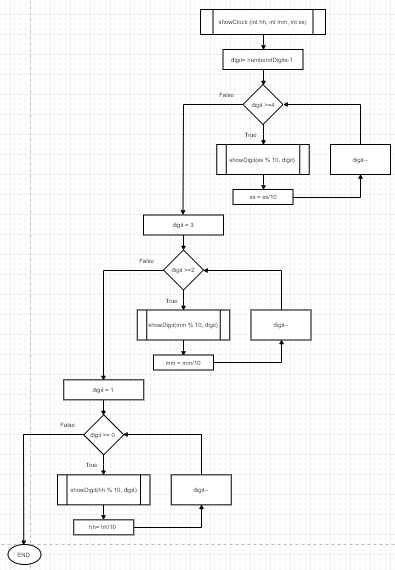 showClock (int hh, int mm, int ss)
digit= numberofDigits-1
digit >=4
False
True
showDigit(ss % 10, digit)
digit--
ss = ss/10
digit = 3
digit >=2
False
True
showDigit(mm % 10, digit)
digit--
mm = mm/10
digit = 1
digit >= 0
False
True
showDigit(hh % 10, digit)
digit--
hh= hh/10
END